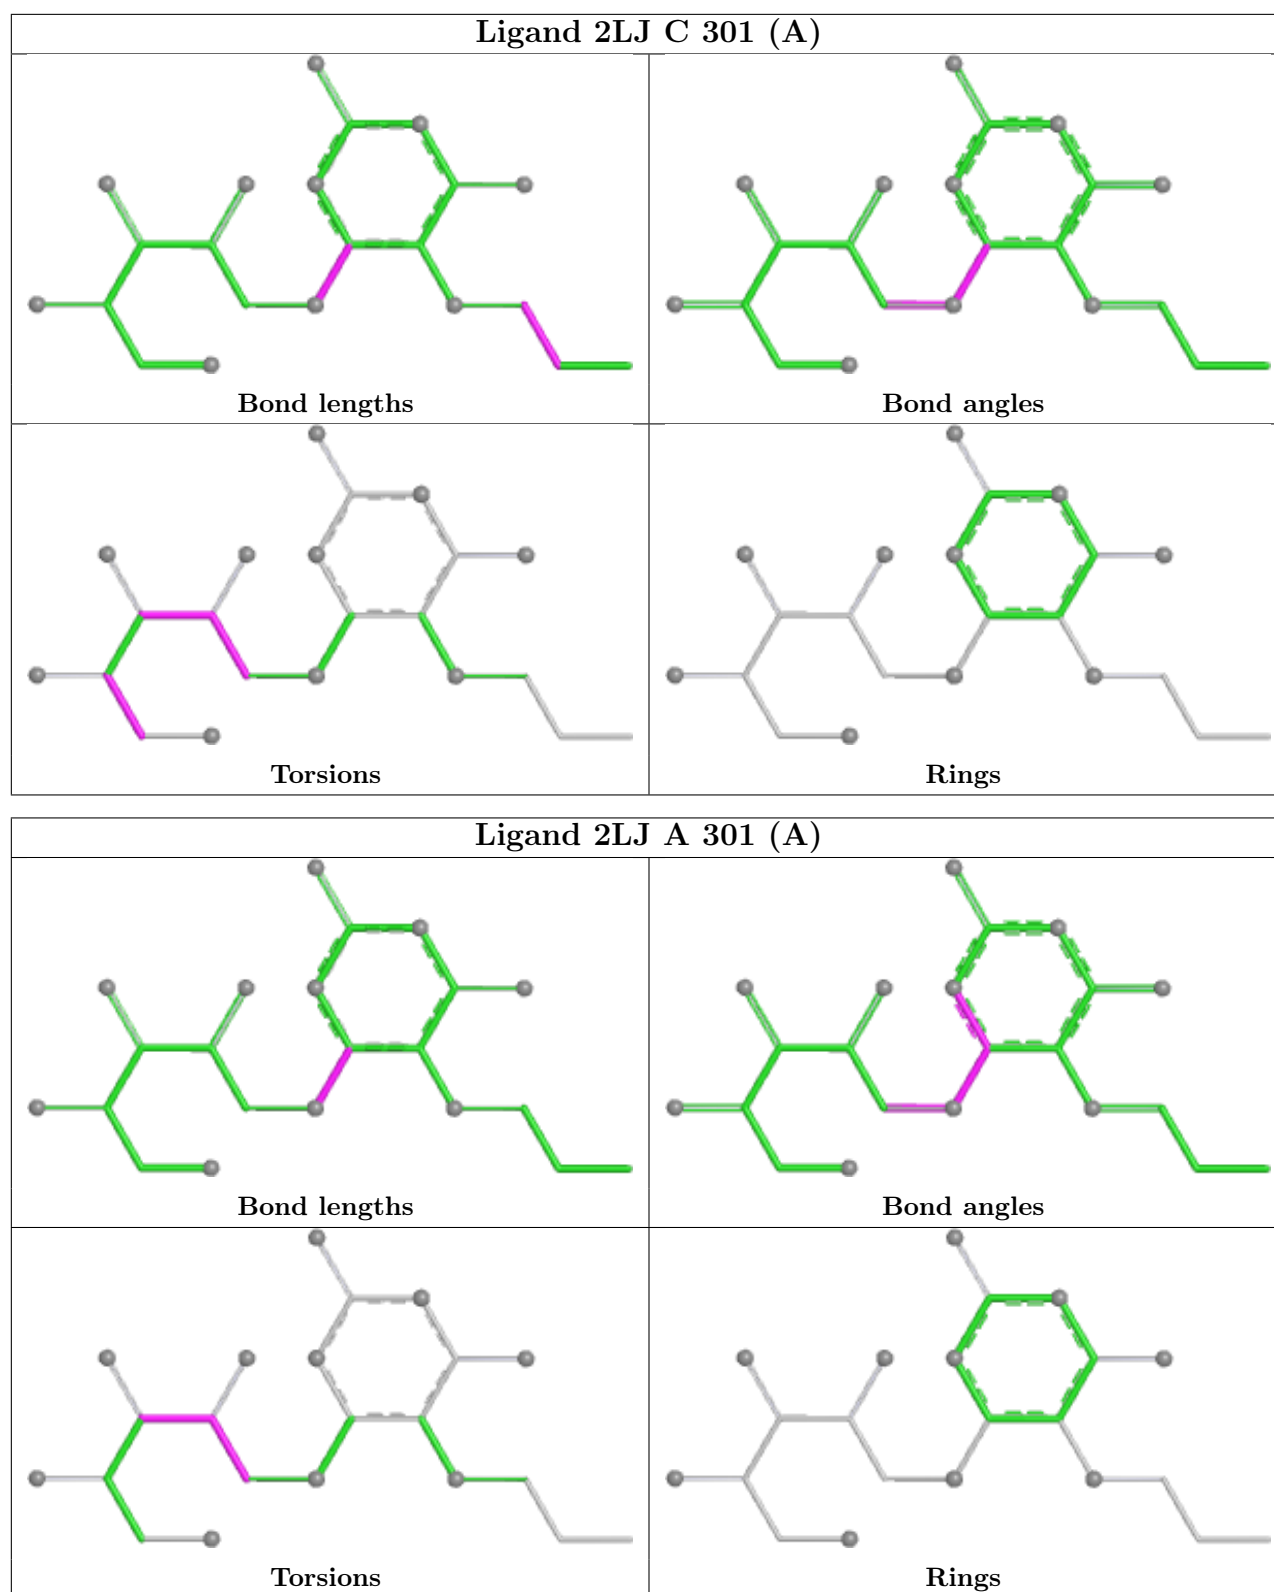 Ligand 2LJ C 301 (A)
Bond lengths
Bond angles
Torsions
Rings
Ligand 2LJ A 301 (A)
Bond lengths
Bond angles
Torsions
Rings